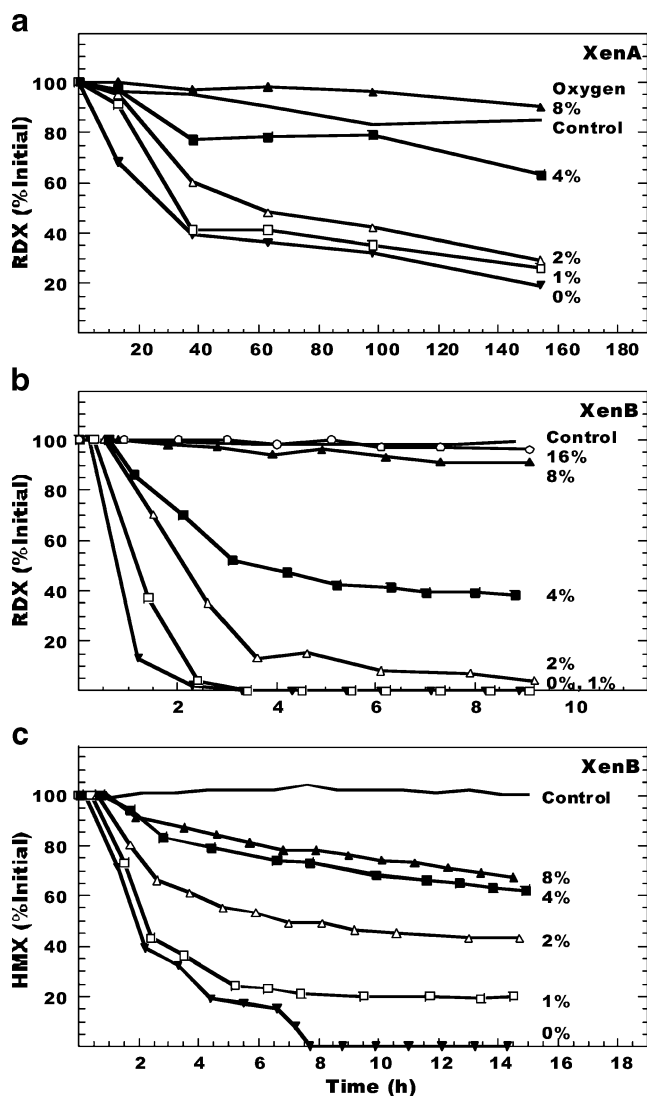 a
XenA
RDX (%Initial)
100
80
60
40
20
Oxygen
8%
Control
4%
2%
1%
0%
20 40 60 80 100 120 140 160 180
b
XenB
RDX (%Initial)
100
80
60
40
20
Control
16%
8%
4%
2%
0%, 1%
2 4 6 8 10
c
XenB
HMX (%Initial)
100
80
60
40
20
Control
8%
4%
2%
1%
0%
2 4 6 8 10 12 14 16 18
Time (h)